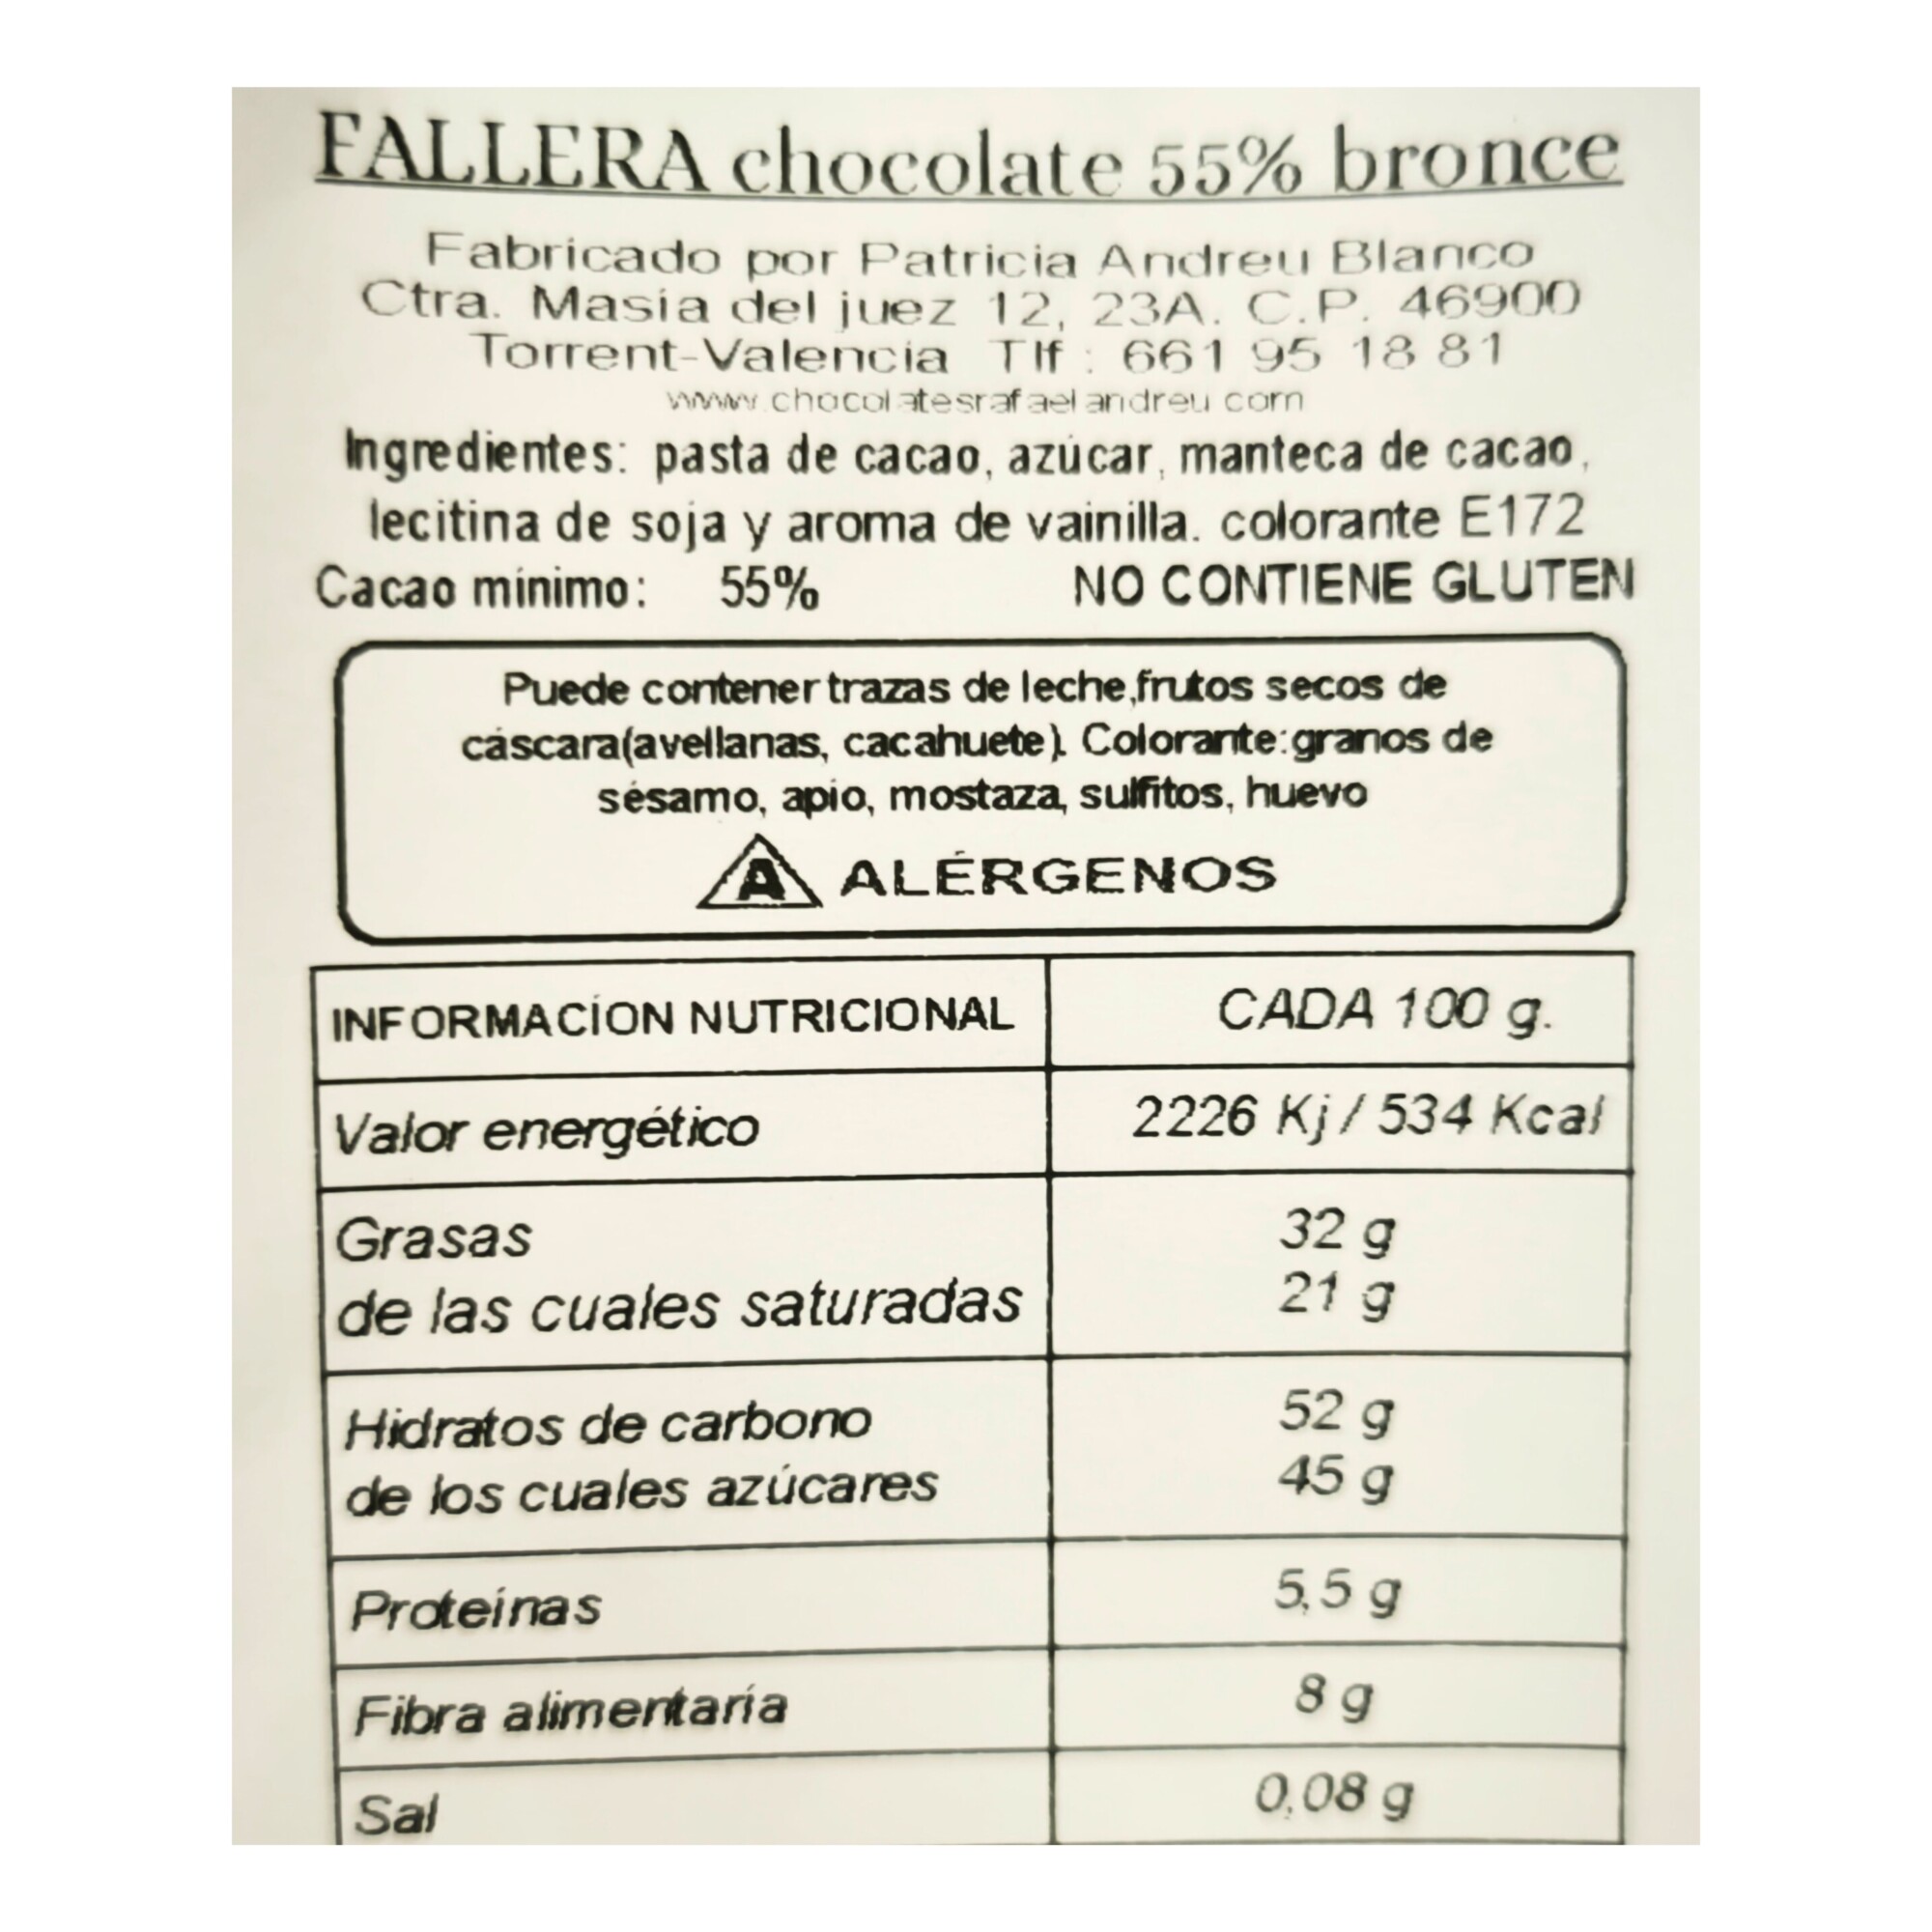 FALLERA chocolate 55% bronce
Fabricado por Patricia Andreu Blanco
Ctra. Masía del juez 12, 23A. C.P. 46900
Torrent-Valencia Tlf : 661 95 18 81
www.chocolatesrafaelandreu.com
Ingredientes: pasta de cacao, azúcar, manteca de cacao,
lecitina de soja y aroma de vainilla. colorante E172
Cacao mínimo: 55% NO CONTIENE GLUTEN
Puede contener trazas de leche,frutos secos de
cáscara(avellanas, cacahuete). Colorante:granos de
sésamo, apio, mostaza, sulfitos, huevo
A ALÉRGENOS
INFORMACÍON NUTRICIONAL CADA 100 g.
Valor energético 2226 Kj / 534 Kcal
Grasas 32 g
de las cuales saturadas 21 g
Hidratos de carbono 52 g
de los cuales azúcares 45 g
Proteínas 5,5 g
Fibra alimentaría 8 g
Sal 0,08 g